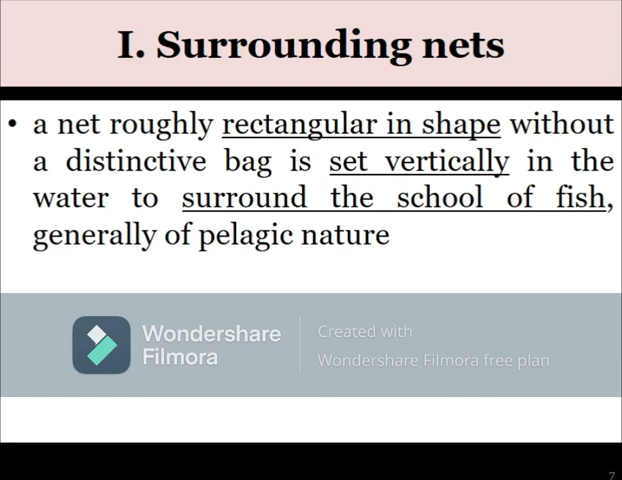 I. Surrounding nets
• a net roughly rectangular in shape without
a distinctive bag is set vertically in the
water to surround the school of fish,
generally of pelagic nature
Wondershare
Filmora
Created with
Wondershare Filmora free plan
7